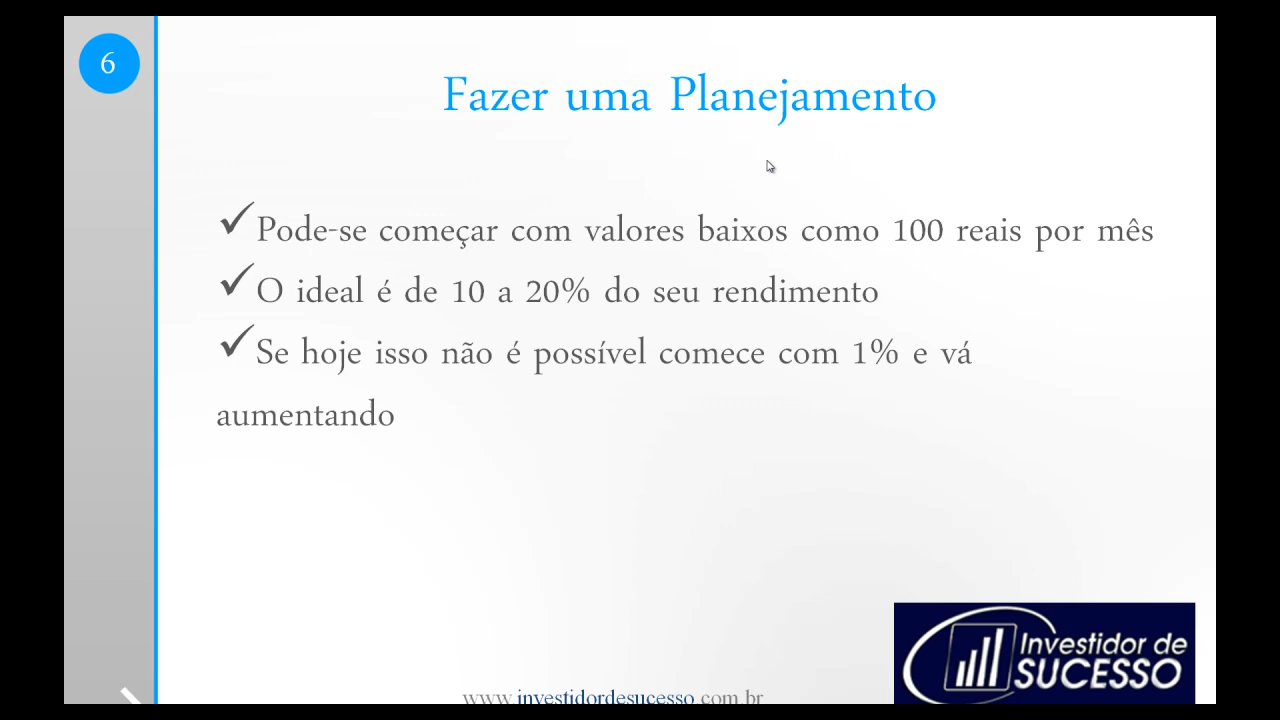 6
Fazer uma Planejamento
✓Pode-se começar com valores baixos como 100 reais por mês
✓O ideal é de 10 a 20% do seu rendimento
✓Se hoje isso não é possível comece com 1% e vá
aumentando
Investidor de
SUCESSO
www.investidordesucesso.com.br